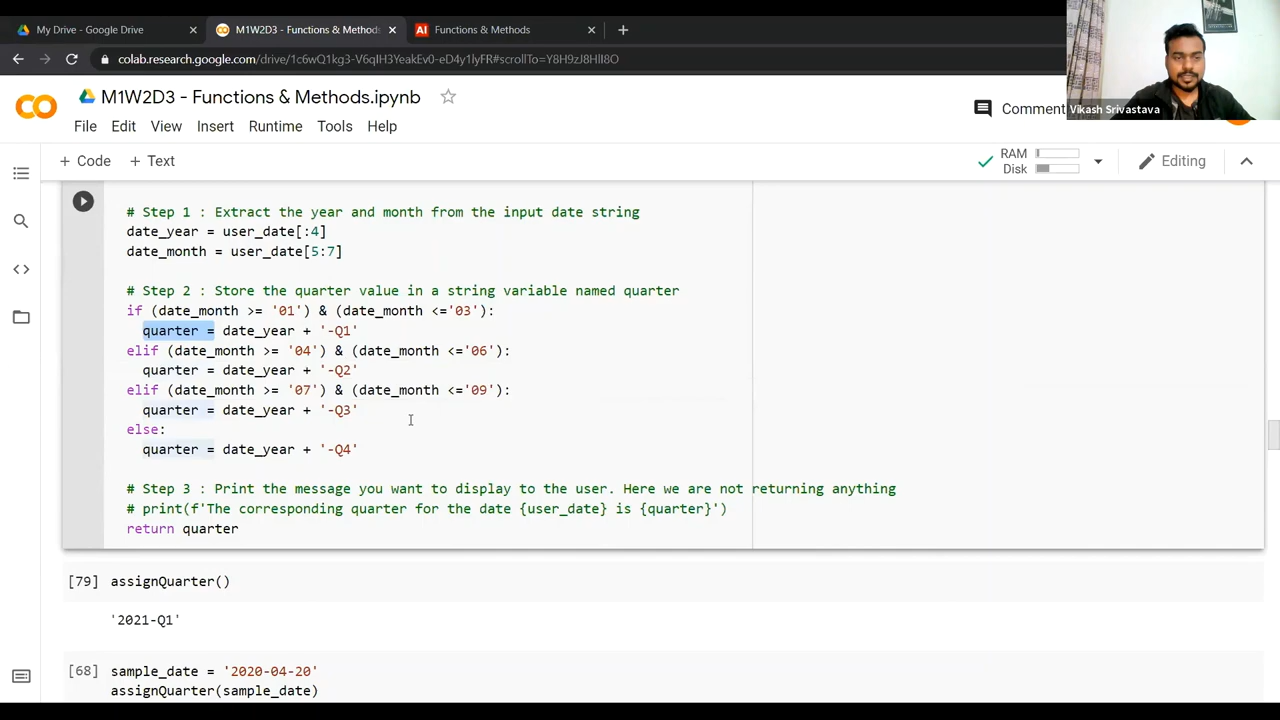 My Drive - Google Drive
M1W2D3 - Functions & Methods
AI Functions & Methods
colab.research.google.com/drive/1c6wQ1kg3-V6qIH3YeakEv0-eD4y1lyFR#scrollTo=Y8H9zJ8HlI8O
Vikash Srivastava
CO
M1W2D3 - Functions & Methods.ipynb
Comment
File Edit View Insert Runtime Tools Help
+ Code + Text
RAM
Disk
Editing
# Step 1 : Extract the year and month from the input date string
date_year = user_date[:4]
date_month = user_date[5:7]
# Step 2 : Store the quarter value in a string variable named quarter
if (date_month >= '01') & (date_month <='03'):
quarter = date_year + '-Q1'
elif (date_month >= '04') & (date_month <='06'):
quarter = date_year + '-Q2'
elif (date_month >= '07') & (date_month <='09'):
quarter = date_year + '-Q3'
else:
quarter = date_year + '-Q4'
# Step 3 : Print the message you want to display to the user. Here we are not returning anything
# print(f'The corresponding quarter for the date {user_date} is {quarter}')
return quarter
[79] assignQuarter()
'2021-Q1'
[68] sample_date = '2020-04-20'
assignQuarter(sample_date)